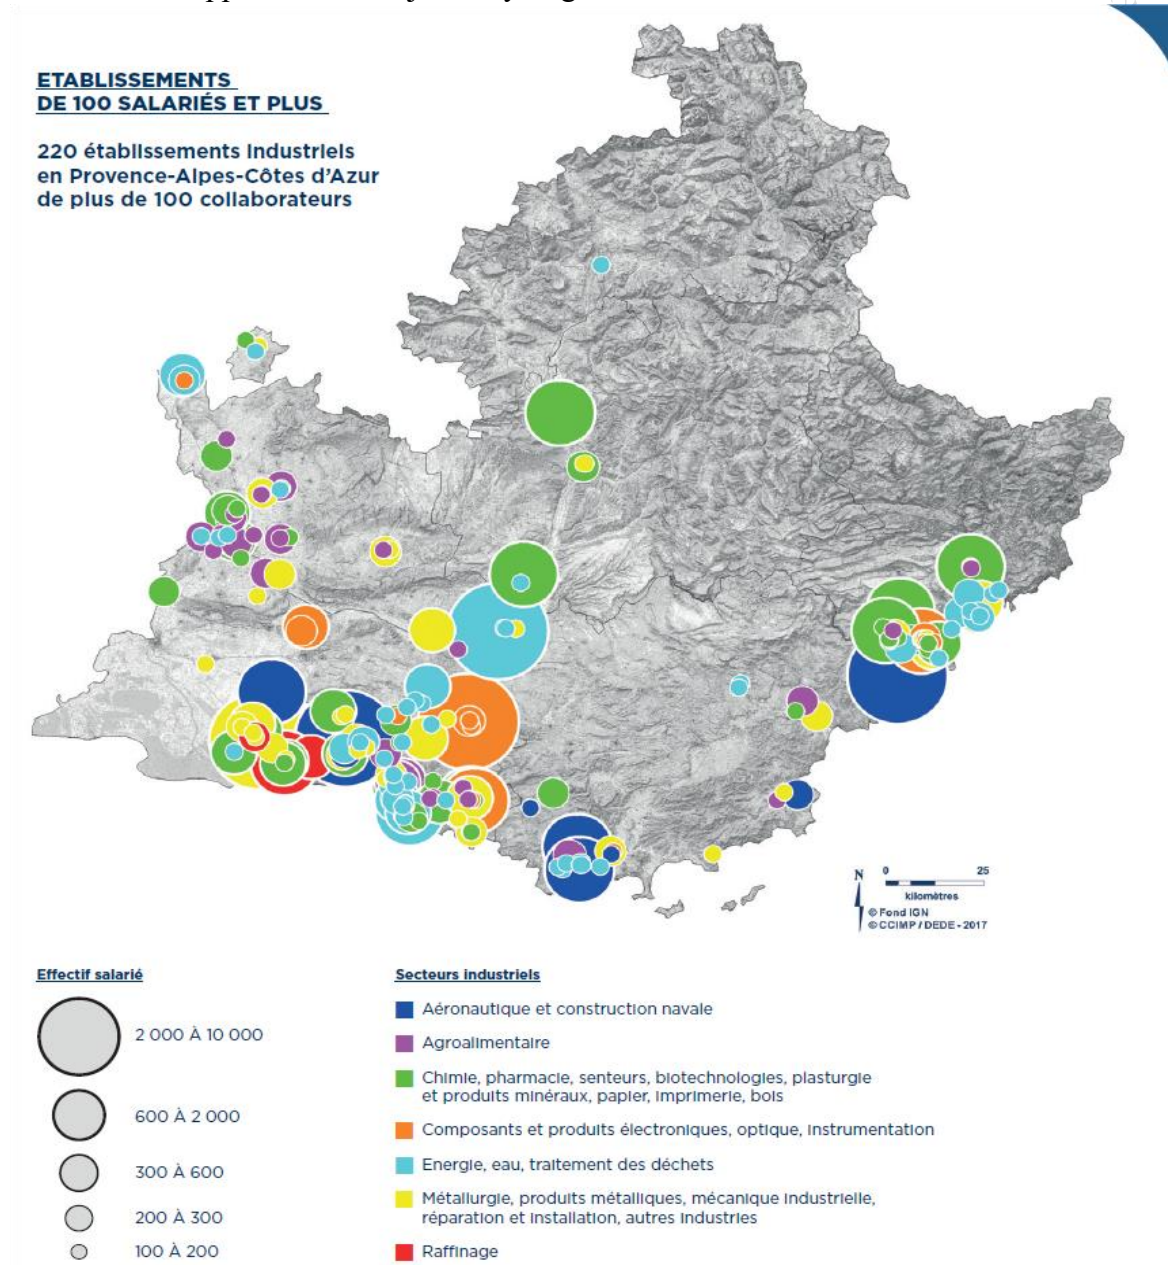 ETABLISSEMENTS
DE 100 SALARIÉS ET PLUS
220 établissements industriels
en Provence-Alpes-Côtes d'Azur
de plus de 100 collaborateurs
N
0 25
kilomètres
© Fond IGN
© CCIMP / DEDE - 2017
Effectif salarié
2 000 À 10 000
600 À 2 000
300 À 600
200 À 300
100 À 200
Secteurs industriels
Aéronautique et construction navale
Agroalimentaire
Chimie, pharmacie, senteurs, biotechnologies, plasturgie
et produits minéraux, papier, imprimerie, bois
Composants et produits électroniques, optique, instrumentation
Energie, eau, traitement des déchets
Métallurgie, produits métalliques, mécanique industrielle,
réparation et installation, autres industries
Raffinage